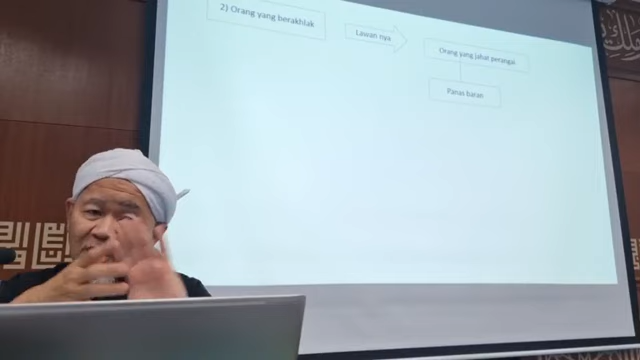 2) Orang yang berakhlak
Lawan nya
Orang yang jahat perangai
Panas baran